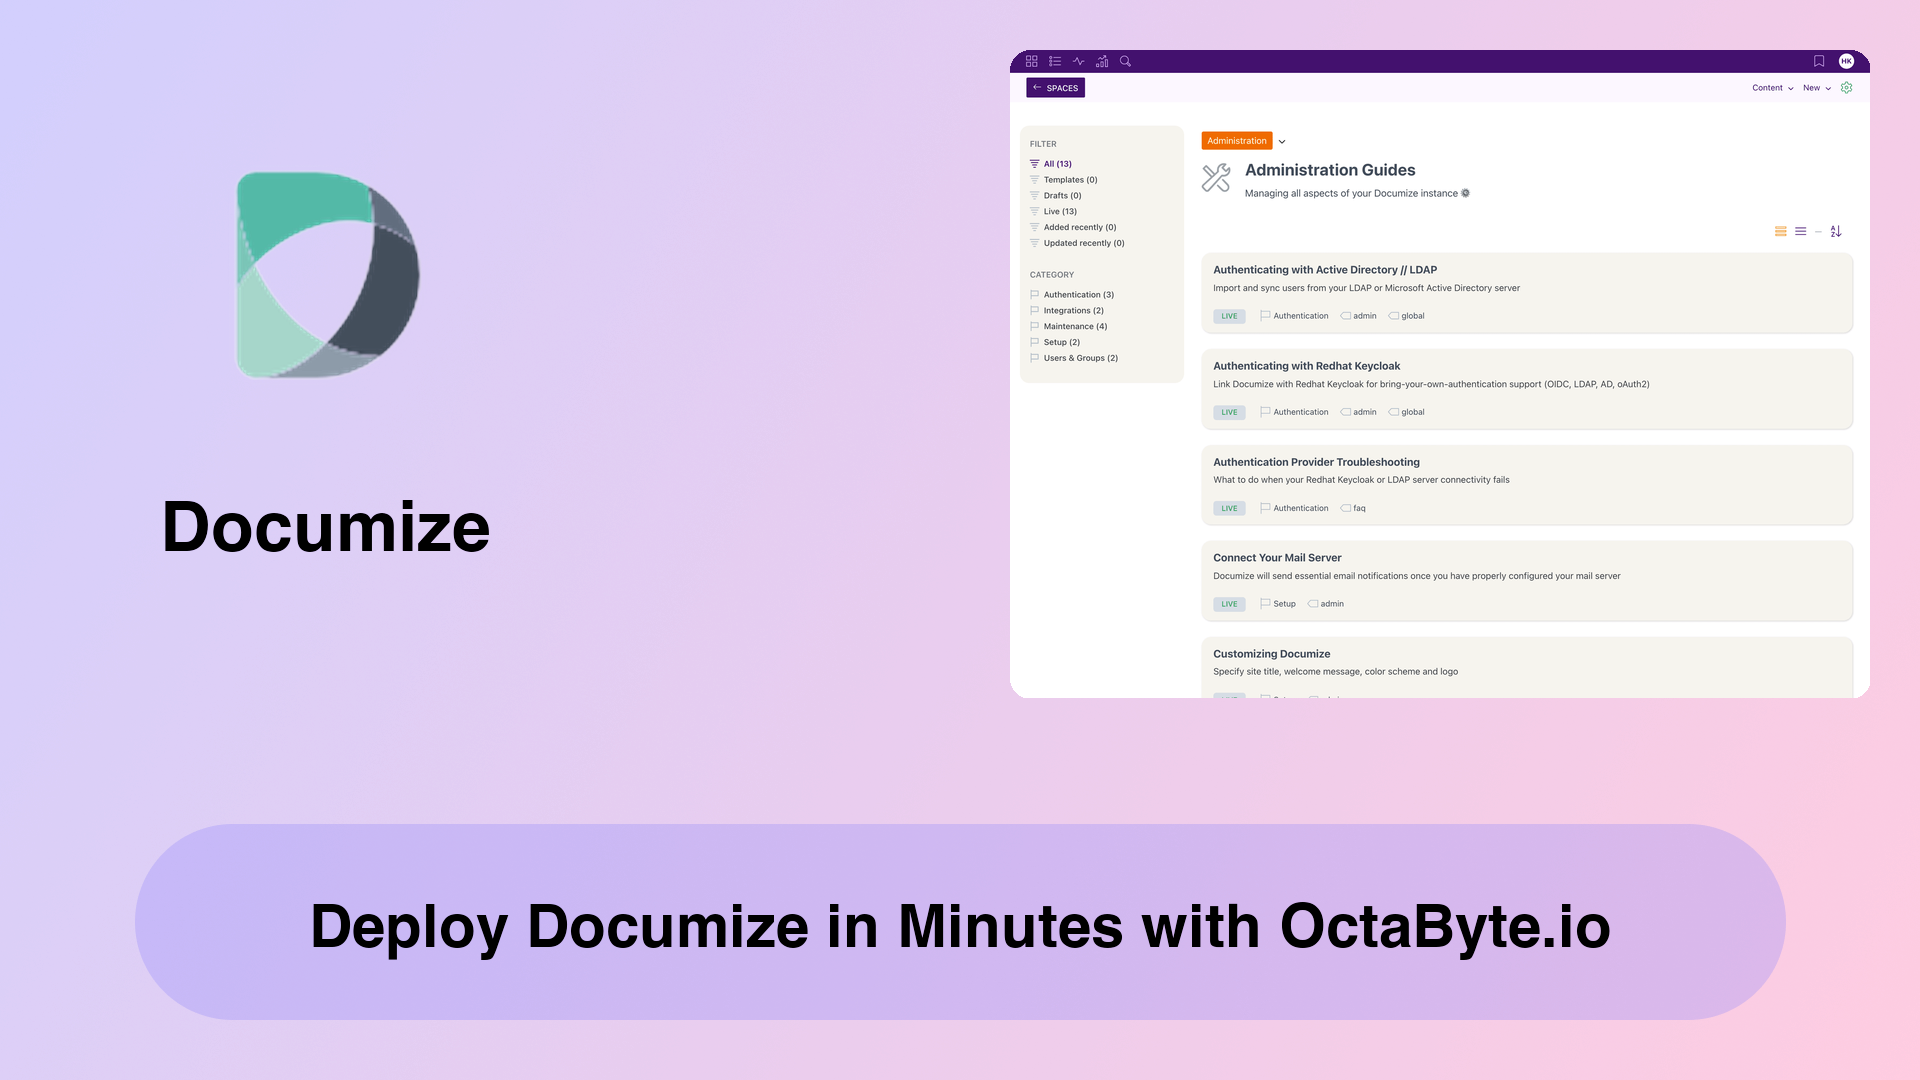 Documize
HK
SPACES
Content
New
FILTER
All (13)
Templates (0)
Drafts (0)
Live (13)
Added recently (0)
Updated recently (0)
CATEGORY
Authentication (3)
Integrations (2)
Maintenance (4)
Setup (2)
Users & Groups (2)
Administration
Administration Guides
Managing all aspects of your Documize instance
Authenticating with Active Directory // LDAP
Import and sync users from your LDAP or Microsoft Active Directory server
LIVE Authentication admin global
Authenticating with Redhat Keycloak
Link Documize with Redhat Keycloak for bring-your-own-authentication support (OIDC, LDAP, AD, oAuth2)
LIVE Authentication admin global
Authentication Provider Troubleshooting
What to do when your Redhat Keycloak or LDAP server connectivity fails
LIVE Authentication faq
Connect Your Mail Server
Documize will send essential email notifications once you have properly configured your mail server
LIVE Setup admin
Customizing Documize
Specify site title, welcome message, color scheme and logo
Deploy Documize in Minutes with OctaByte.io